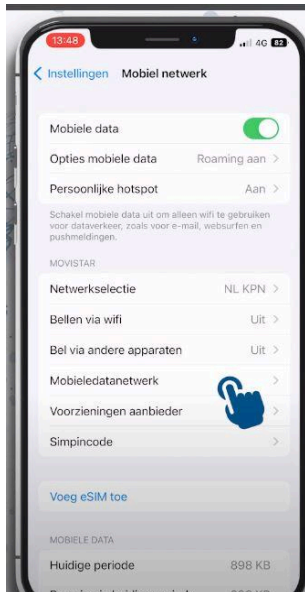 13:48
4G 82
Instellingen Mobiel netwerk
Mobiele data
Opties mobiele data Roaming aan
Persoonlijke hotspot Aan
Schakel mobiele data uit om alleen wifi te gebruiken
voor dataverkeer, zoals voor e-mail, websurfen en
pushmeldingen.
MOVISTAR
Netwerkselectie NL KPN
Bellen via wifi Uit
Bel via andere apparaten Uit
Mobieledatanetwerk
Voorzieningen aanbieder
Simpincode
Voeg eSIM toe
MOBIELE DATA
Huidige periode 898 KB